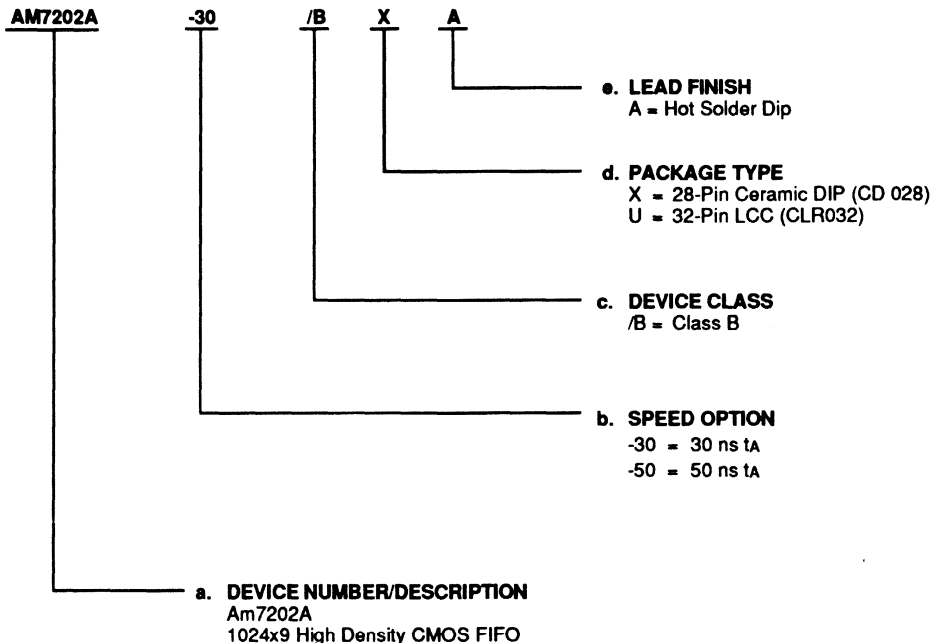 AM7202A -30 /B X A
e. LEAD FINISH
A = Hot Solder Dip
d. PACKAGE TYPE
X = 28-Pin Ceramic DIP (CD 028)
U = 32-Pin LCC (CLR032)
c. DEVICE CLASS
/B = Class B
b. SPEED OPTION
-30 = 30 ns tA
-50 = 50 ns tA
a. DEVICE NUMBER/DESCRIPTION
Am7202A
1024x9 High Density CMOS FIFO